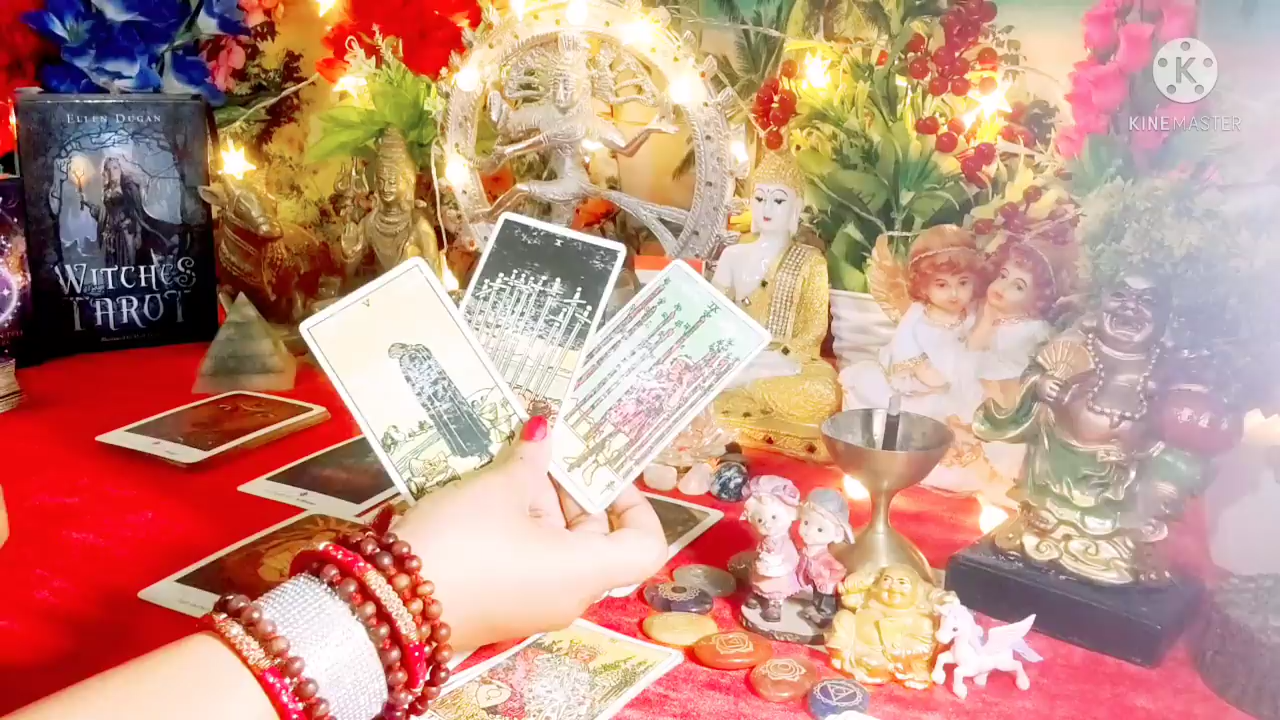 ELLEN DUGAN
WITCHES
TAROT
K
KINEMASTER
V
X